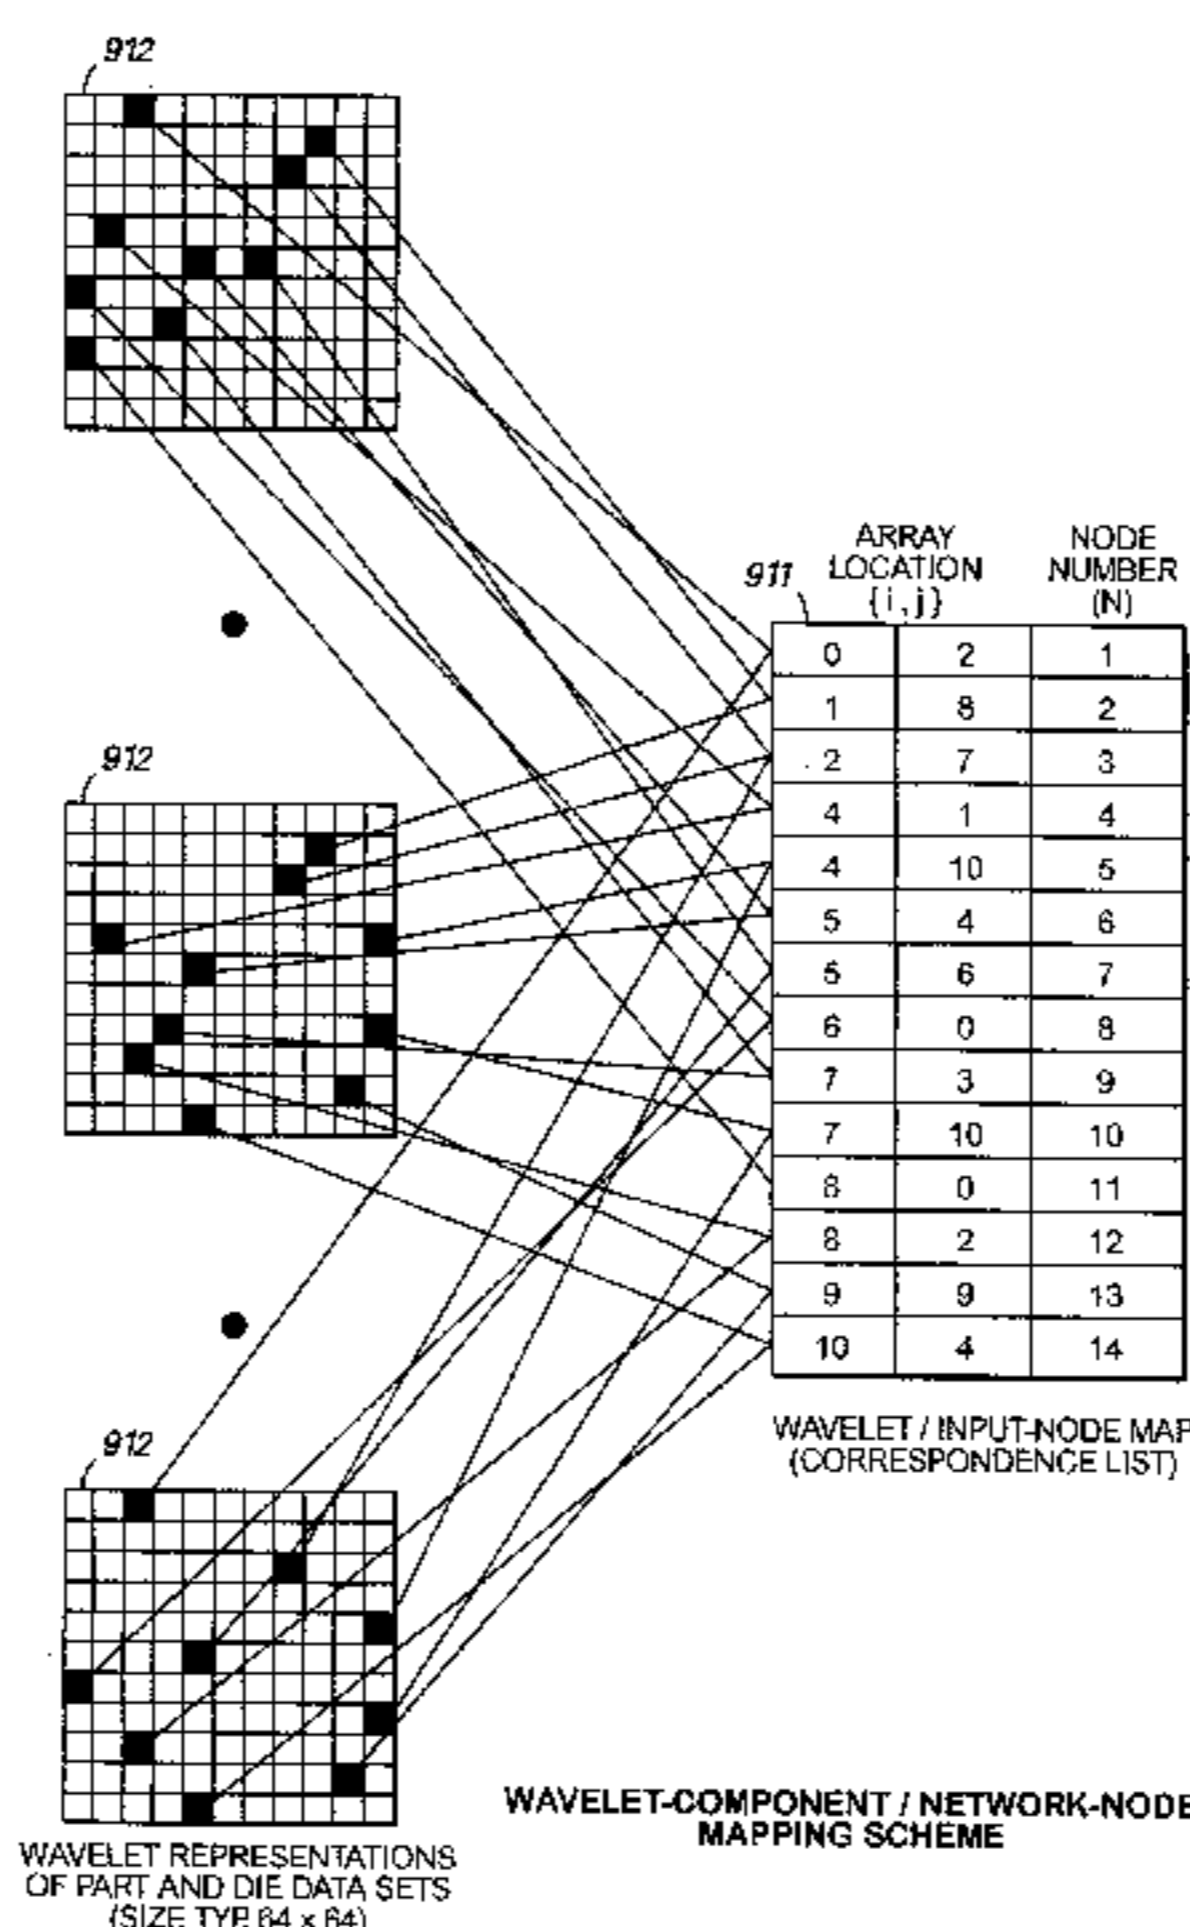 912
912
912
911
ARRAY
LOCATION
{i, j}
NODE
NUMBER
(N)
0 2 1
1 8 2
2 7 3
4 1 4
4 10 5
5 4 6
5 6 7
6 0 8
7 3 9
7 10 10
8 0 11
8 2 12
9 9 13
10 4 14
WAVELET / INPUT-NODE MAP
(CORRESPONDENCE LIST)
WAVELET-COMPONENT / NETWORK-NODE
MAPPING SCHEME
WAVELET REPRESENTATIONS
OF PART AND DIE DATA SETS
(SIZE TYP. 64 x 64)